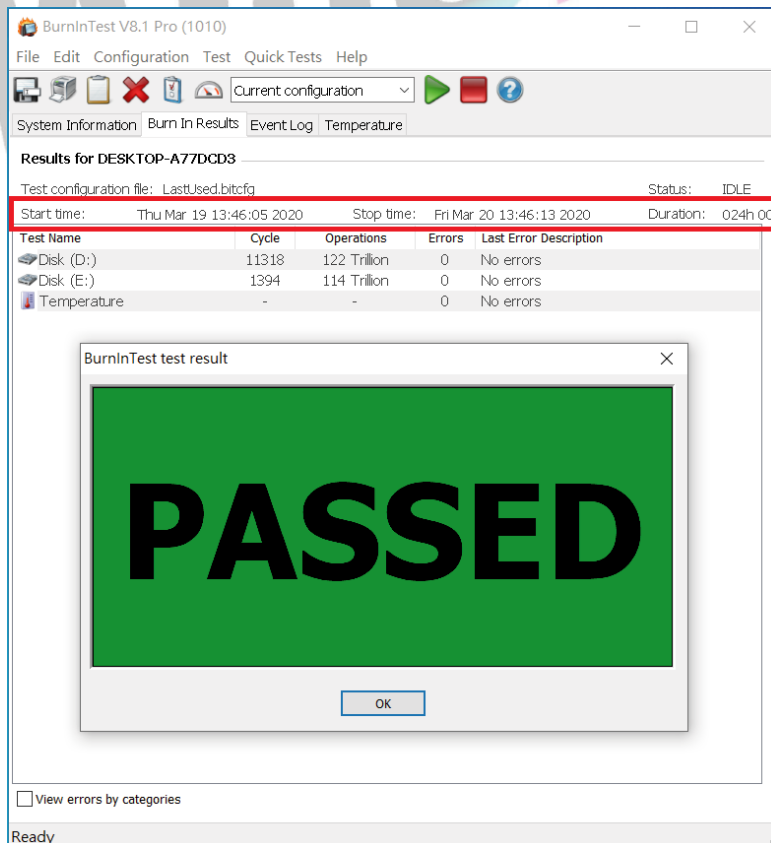 BurnInTest V8.1 Pro (1010)
File Edit Configuration Test Quick Tests Help
Current configuration
System Information Burn In Results Event Log Temperature
Results for DESKTOP-A77DCD3
Test configuration file: LastUsed.bitcfg Status: IDLE
Start time: Thu Mar 19 13:46:05 2020 Stop time: Fri Mar 20 13:46:13 2020 Duration: 024h 00
Test Name Cycle Operations Errors Last Error Description
Disk (D:) 11318 122 Trillion 0 No errors
Disk (E:) 1394 114 Trillion 0 No errors
Temperature - - 0 No errors
BurnInTest test result
PASSED
OK
View errors by categories
Ready